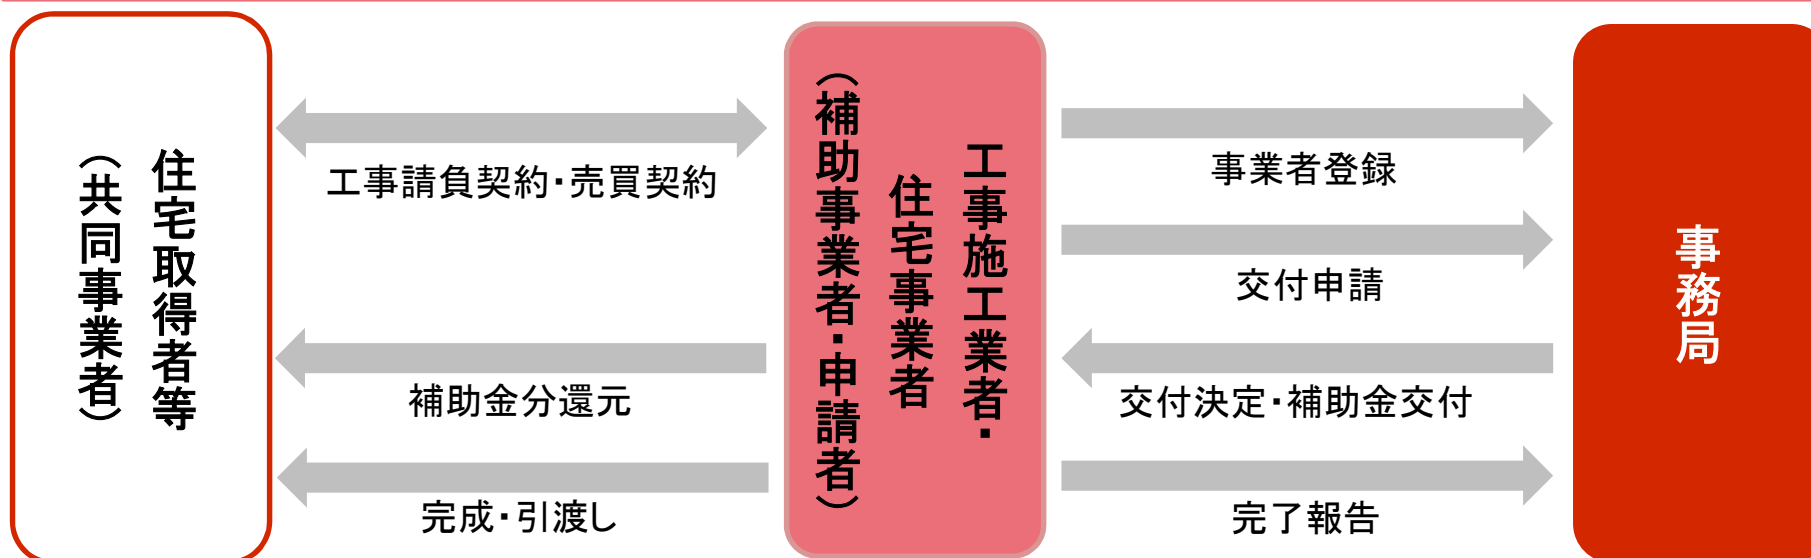 住宅取得者等
（共同事業者）
工事請負契約・売買契約
補助金分還元
完成・引渡し
工事施工業者・
住宅事業者
（補助事業者・申請者）
事業者登録
交付申請
交付決定・補助金交付
完了報告
事務局